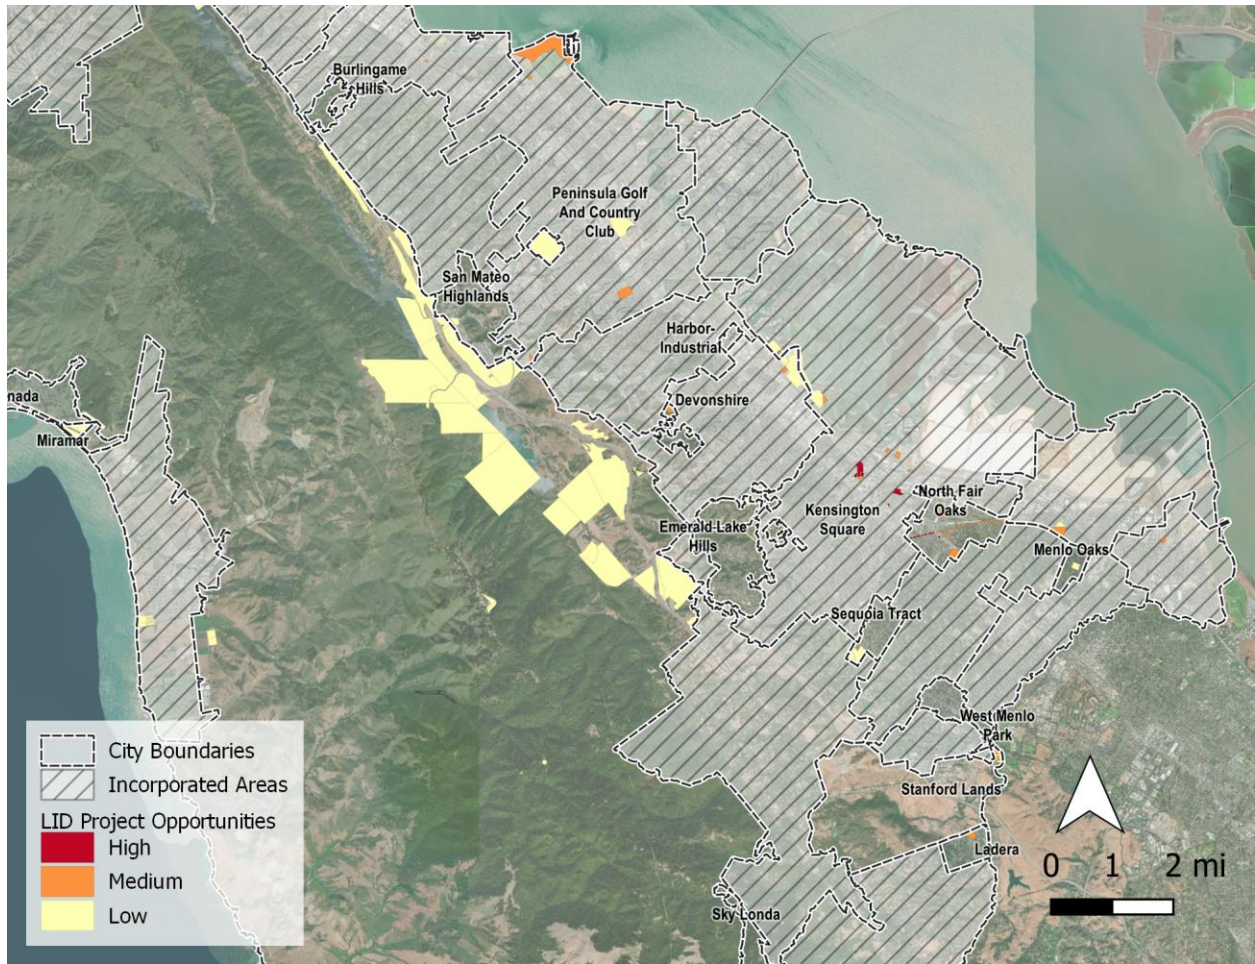 Burlingame
Hills
Peninsula Golf
And Country
Club
San Mateo
Highlands
Harbor-
Industrial
Devonshire
nada
Miramar
North Fair
Oaks
Kensington
Square
Emerald Lake
Hills
Menlo Oaks
Sequoia Tract
West Menlo
Park
Stanford Lands
Ladera
Sky Londa
City Boundaries
Incorporated Areas
LID Project Opportunities
High
Medium
Low
0 1 2 mi